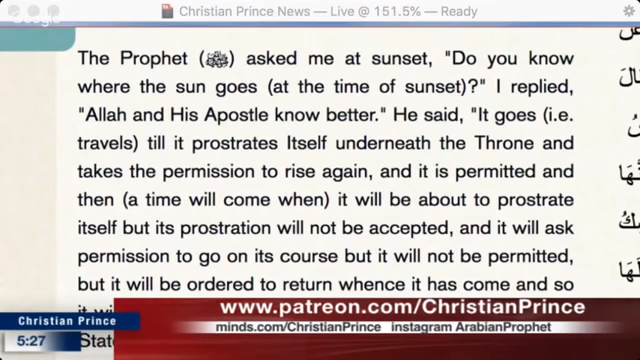 Christian Prince News — Live @ 151.5% — Ready
The Prophet (ﷺ) asked me at sunset, "Do you know
where the sun goes (at the time of sunset)?" I replied,
"Allah and His Apostle know better." He said, "It goes (i.e.
travels) till it prostrates Itself underneath the Throne and
takes the permission to rise again, and it is permitted and
then (a time will come when) it will be about to prostrate
itself but its prostration will not be accepted, and it will ask
permission to go on its course but it will not be permitted,
but it will be ordered to return whence it has come and so
www.patreon.com/ChristianPrince
Christian Prince
minds.com/ChristianPrince instagram ArabianProphet
5:27